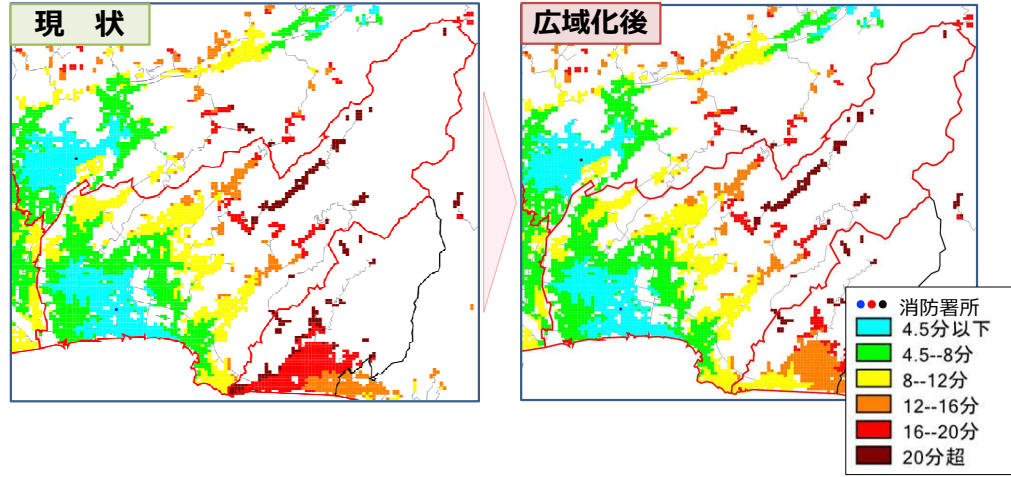 現 状
広域化後
消防署所
4.5分以下
4.5--8分
8--12分
12--16分
16--20分
20分超